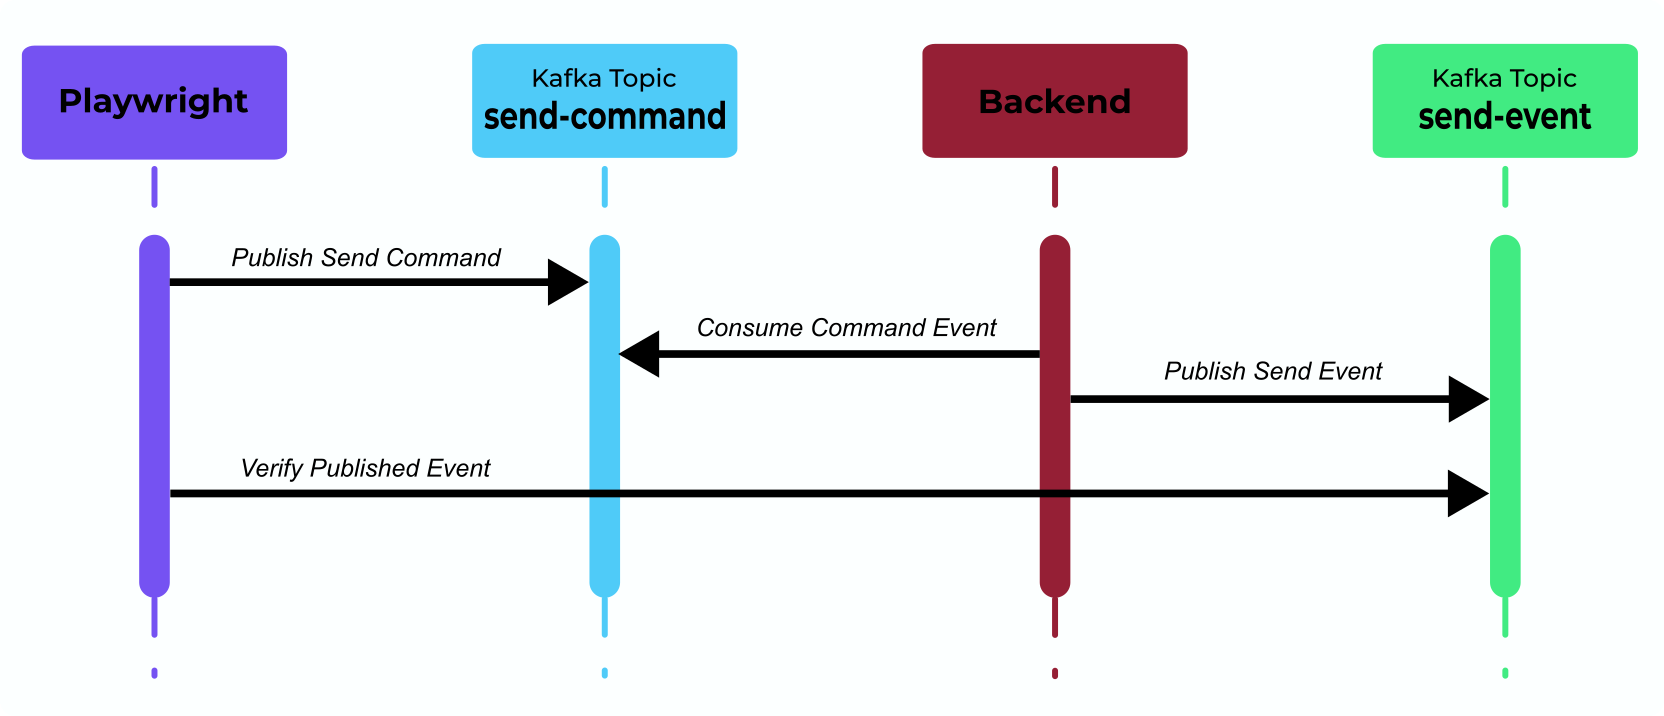 Playwright
Kafka Topic
send-command
Backend
Kafka Topic
send-event
Publish Send Command
Consume Command Event
Publish Send Event
Verify Published Event